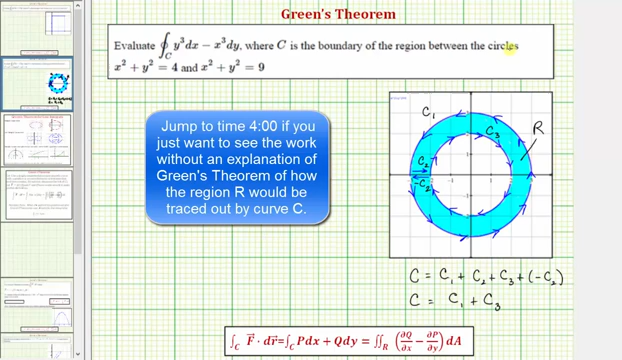 Green's Theorem
Evaluate ∮_C y³dx − x³dy, where C is the boundary of the region between the circles
x² + y² = 4 and x² + y² = 9
Jump to time 4:00 if you
just want to see the work
without an explanation of
Green's Theorem of how
the region R would be
traced out by curve C.
C₁
C₃
R
C₂
-C₂
C = C₁ + C₂ + C₃ + (-C₂)
C = C₁ + C₃
∫_C F⃗ · dr⃗ = ∫_C Pdx + Qdy = ∬_R (∂Q/∂x − ∂P/∂y) dA